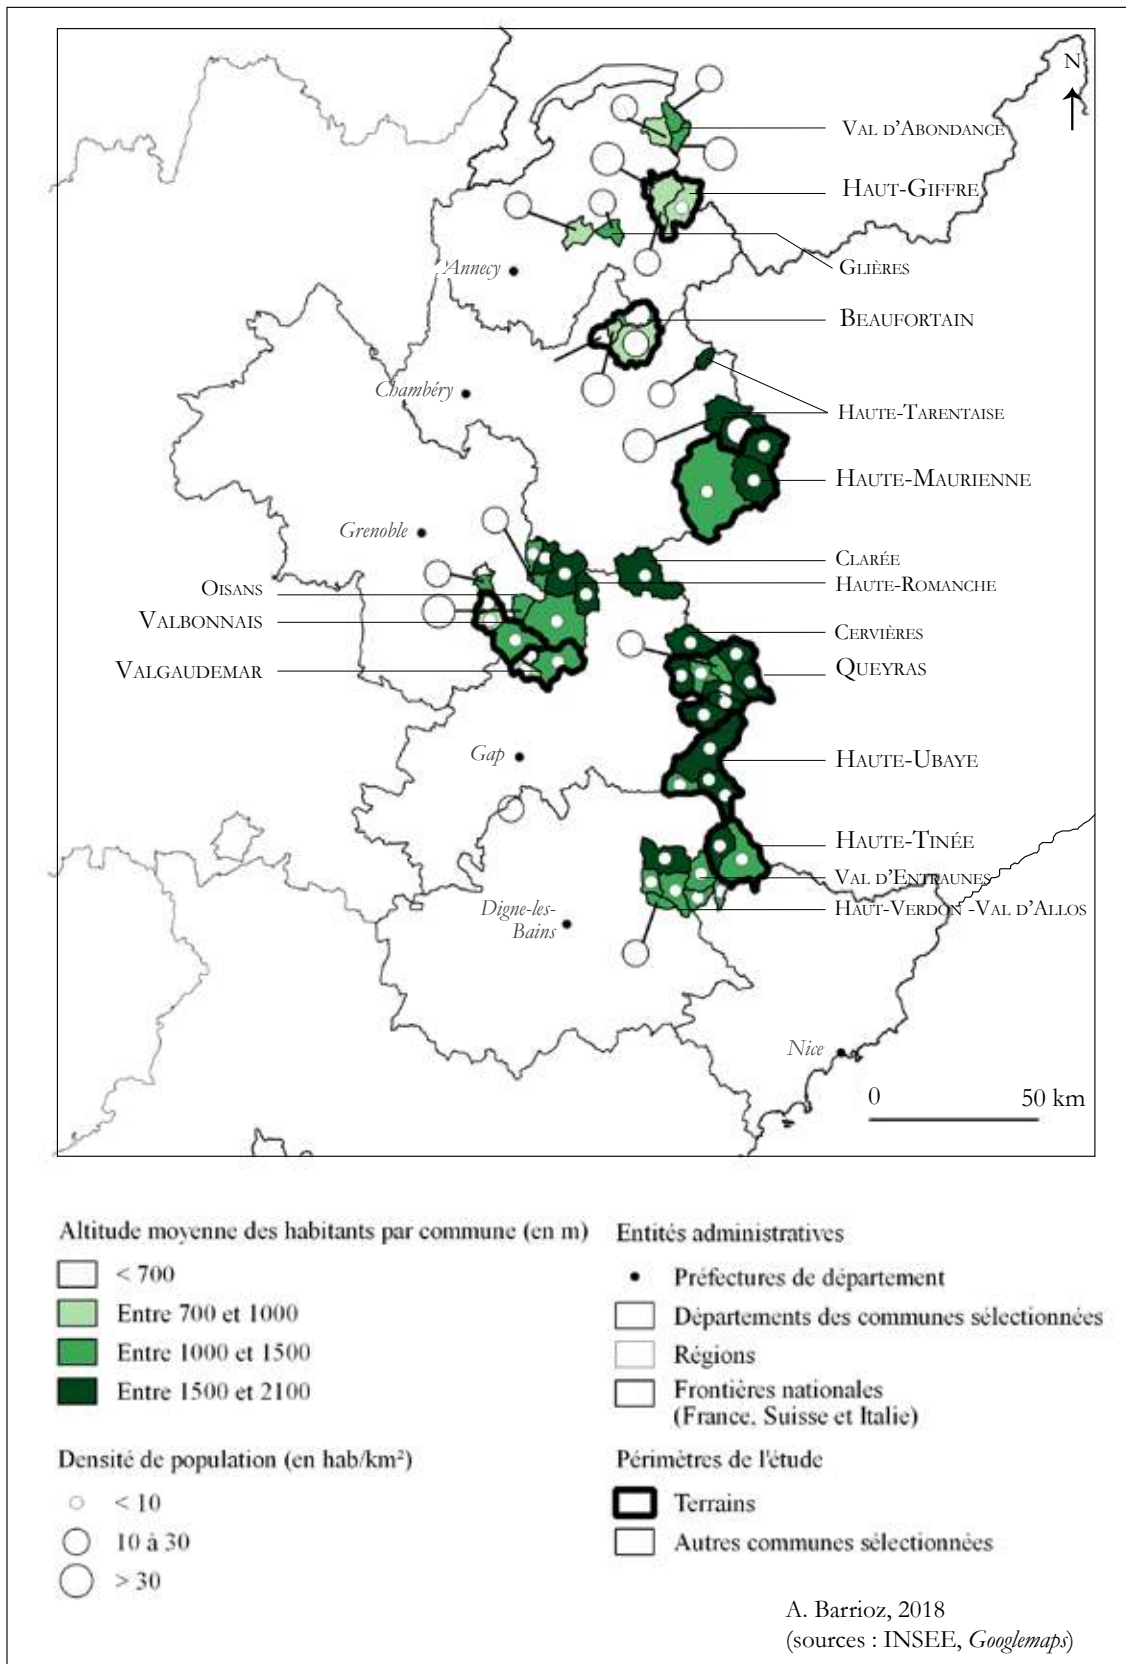 N
VAL D'ABONDANCE
HAUT-GIFFRE
GLIÈRES
Annecy
BEAUFORTAIN
Chambéry
HAUTE-TARENTAISE
HAUTE-MAURIENNE
Grenoble
CLARÉE
OISANS
HAUTE-ROMANCHE
VALBONNAIS
CERVIÈRES
VALGAUDEMAR
QUEYRAS
Gap
HAUTE-UBAYE
HAUTE-TINÉE
VAL D'ENTRAUNES
HAUT-VERDON -VAL D'ALLOS
Digne-les-
Bains
Nice
0 50 km
Altitude moyenne des habitants par commune (en m)
< 700
Entre 700 et 1000
Entre 1000 et 1500
Entre 1500 et 2100
Densité de population (en hab/km²)
< 10
10 à 30
> 30
Entités administratives
Préfectures de département
Départements des communes sélectionnées
Régions
Frontières nationales
(France, Suisse et Italie)
Périmètres de l'étude
Terrains
Autres communes sélectionnées
A. Barrioz, 2018
(sources : INSEE, Googlemaps)